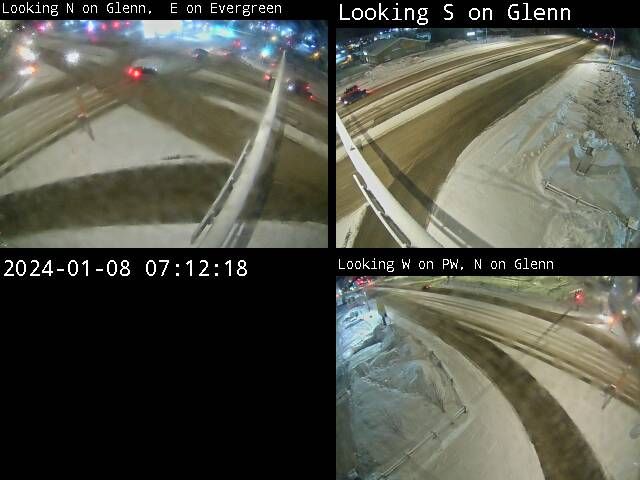 Looking N on Glenn,  E on Evergreen
Looking S on Glenn
2024-01-08 07:12:18
Looking W on PW, N on Glenn